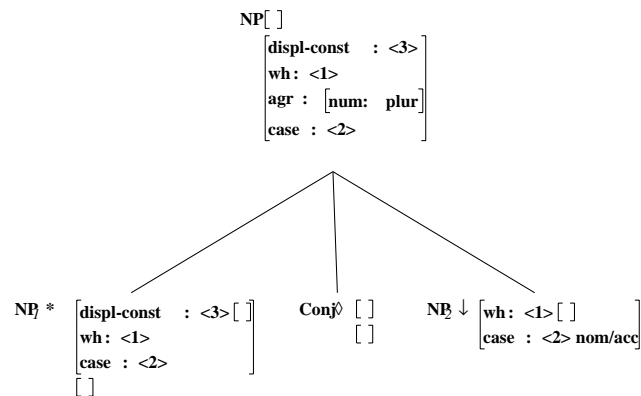 NP[ ]
displ-const : <3>
wh: <1>
agr : [num: plur]
case : <2>
NP1 * [displ-const : <3> [ ]
wh: <1>
case : <2>]
[ ]
Conj◊ [ ]
[ ]
NP2 ↓ [wh: <1> [ ]
case : <2> nom/acc]